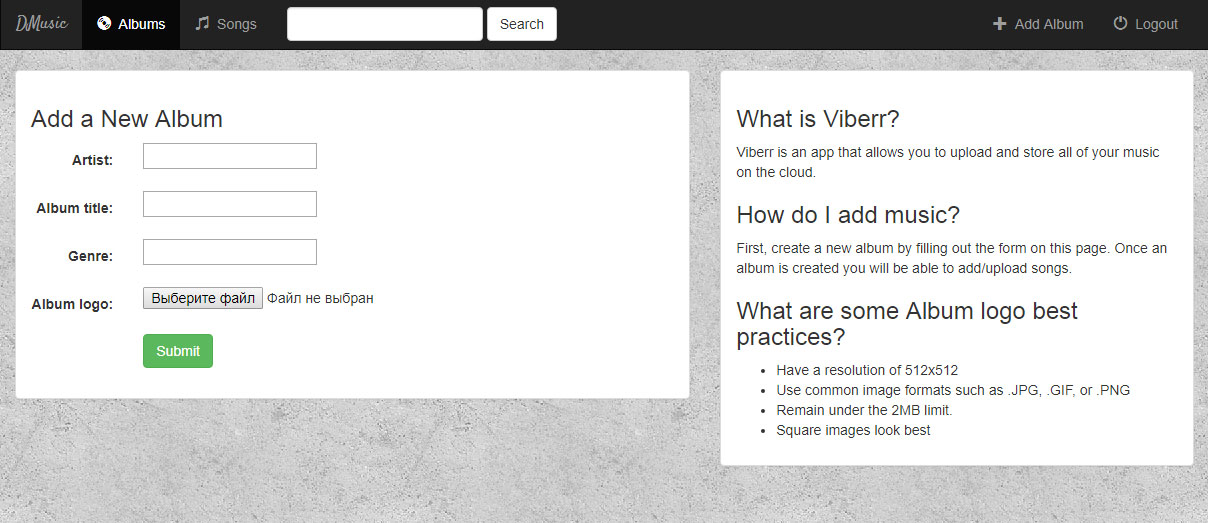 DMusic Albums Songs Search Add Album Logout
Add a New Album
Artist:
Album title:
Genre:
Album logo: Выберите файл Файл не выбран
Submit
What is Viberr?
Viberr is an app that allows you to upload and store all of your music
on the cloud.
How do I add music?
First, create a new album by filling out the form on this page. Once an
album is created you will be able to add/upload songs.
What are some Album logo best
practices?
• Have a resolution of 512x512
• Use common image formats such as .JPG, .GIF, or .PNG
• Remain under the 2MB limit.
• Square images look best